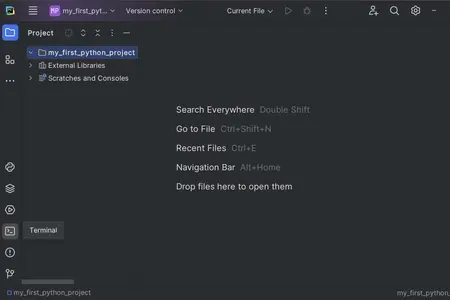 MP my_first_pyt... Version control Current File
Project
my_first_python_project
External Libraries
Scratches and Consoles
Search Everywhere Double Shift
Go to File Ctrl+Shift+N
Recent Files Ctrl+E
Navigation Bar Alt+Home
Drop files here to open them
Terminal
my_first_python_project my_first_python_